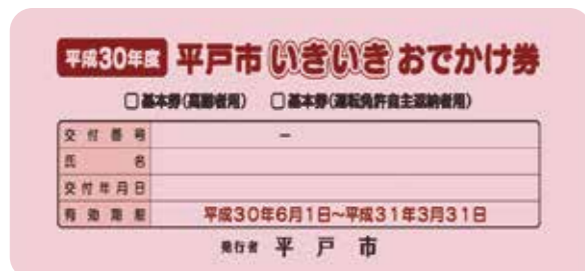 平成30年度 平戸市いきいきおでかけ券
□基本券(高齢者用) □基本券(運転免許自主返納者用)
交付番号 －
氏名
交付年月日
有効期限 平成30年6月1日～平成31年3月31日
発行者 平戸市